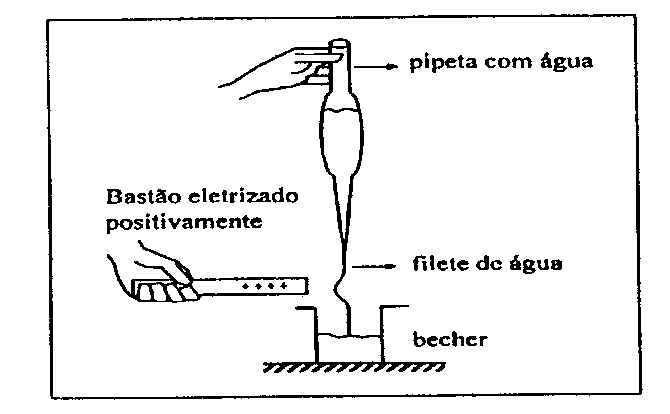 pipeta com água
Bastão eletrizado
positivamente
++++
filete de água
becher